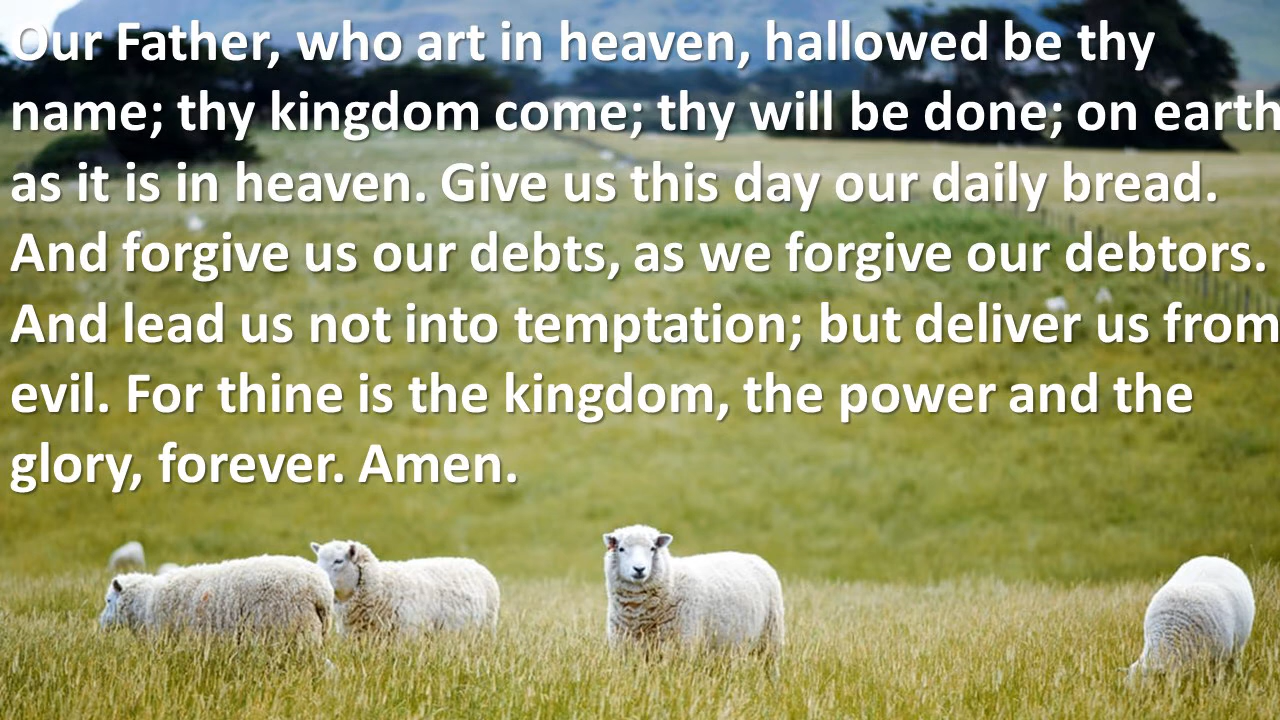 Our Father, who art in heaven, hallowed be thy
name; thy kingdom come; thy will be done; on earth
as it is in heaven. Give us this day our daily bread.
And forgive us our debts, as we forgive our debtors.
And lead us not into temptation; but deliver us from
evil. For thine is the kingdom, the power and the
glory, forever. Amen.